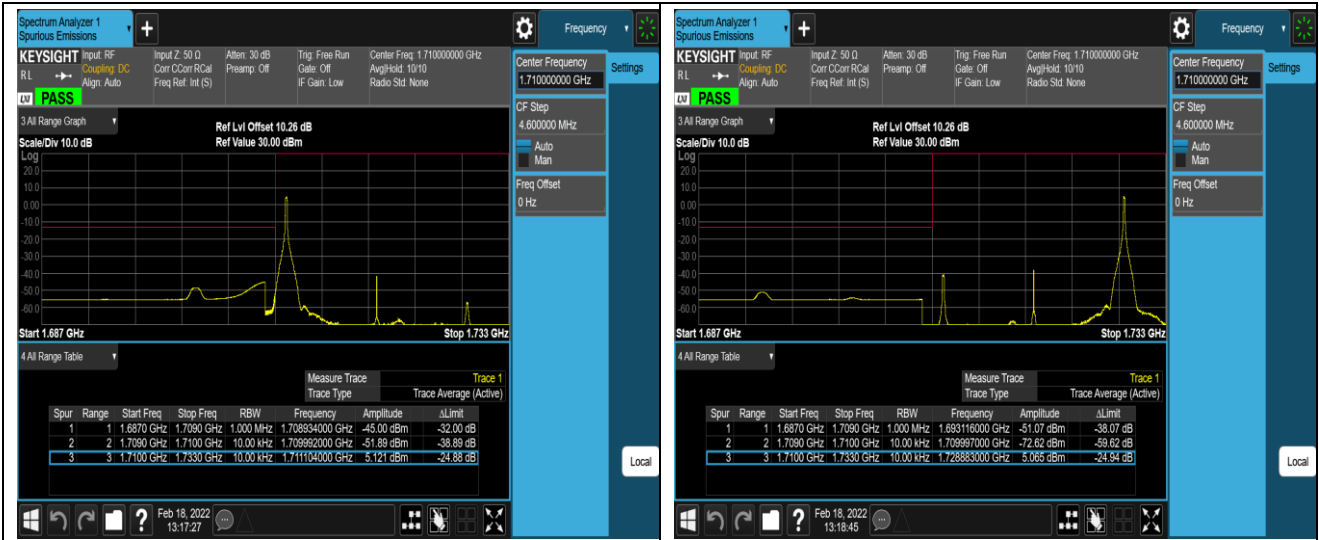 Spectrum Analyzer 1
Spurious Emissions
+
Frequency
KEYSIGHT Input: RF Input Z: 50 Ω Atten: 30 dB Trig: Free Run Center Freq: 1.710000000 GHz
RL Coupling: DC Corr CCorr RCal Preamp: Off Gate: Off Avg|Hold: 10/10
Align: Auto Freq Ref: Int (S) IF Gain: Low Radio Std: None
LXI PASS
Center Frequency
1.710000000 GHz
Settings
CF Step
4.600000 MHz
Auto
Man
Freq Offset
0 Hz
3 All Range Graph
Ref Lvl Offset 10.26 dB
Scale/Div 10.0 dB Ref Value 30.00 dBm
Log
20.0
10.0
0.00
-10.0
-20.0
-30.0
-40.0
-50.0
-60.0
Start 1.687 GHz Stop 1.733 GHz
4 All Range Table
Measure Trace Trace 1
Trace Type Trace Average (Active)
Spur Range Start Freq Stop Freq RBW Frequency Amplitude ΔLimit
1 1 1.6870 GHz 1.7090 GHz 1.000 MHz 1.708934000 GHz -45.00 dBm -32.00 dB
2 2 1.7090 GHz 1.7100 GHz 10.00 kHz 1.709992000 GHz -51.89 dBm -38.89 dB
3 3 1.7100 GHz 1.7330 GHz 10.00 kHz 1.711104000 GHz 5.121 dBm -24.88 dB
Local
? Feb 18, 2022
13:17:27
Spectrum Analyzer 1
Spurious Emissions
+
Frequency
KEYSIGHT Input: RF Input Z: 50 Ω Atten: 30 dB Trig: Free Run Center Freq: 1.710000000 GHz
RL Coupling: DC Corr CCorr RCal Preamp: Off Gate: Off Avg|Hold: 10/10
Align: Auto Freq Ref: Int (S) IF Gain: Low Radio Std: None
LXI PASS
Center Frequency
1.710000000 GHz
Settings
CF Step
4.600000 MHz
Auto
Man
Freq Offset
0 Hz
3 All Range Graph
Ref Lvl Offset 10.26 dB
Scale/Div 10.0 dB Ref Value 30.00 dBm
Log
20.0
10.0
0.00
-10.0
-20.0
-30.0
-40.0
-50.0
-60.0
Start 1.687 GHz Stop 1.733 GHz
4 All Range Table
Measure Trace Trace 1
Trace Type Trace Average (Active)
Spur Range Start Freq Stop Freq RBW Frequency Amplitude ΔLimit
1 1 1.6870 GHz 1.7090 GHz 1.000 MHz 1.693116000 GHz -51.07 dBm -38.07 dB
2 2 1.7090 GHz 1.7100 GHz 10.00 kHz 1.709997000 GHz -72.62 dBm -59.62 dB
3 3 1.7100 GHz 1.7330 GHz 10.00 kHz 1.728883000 GHz 5.065 dBm -24.94 dB
Local
? Feb 18, 2022
13:18:45